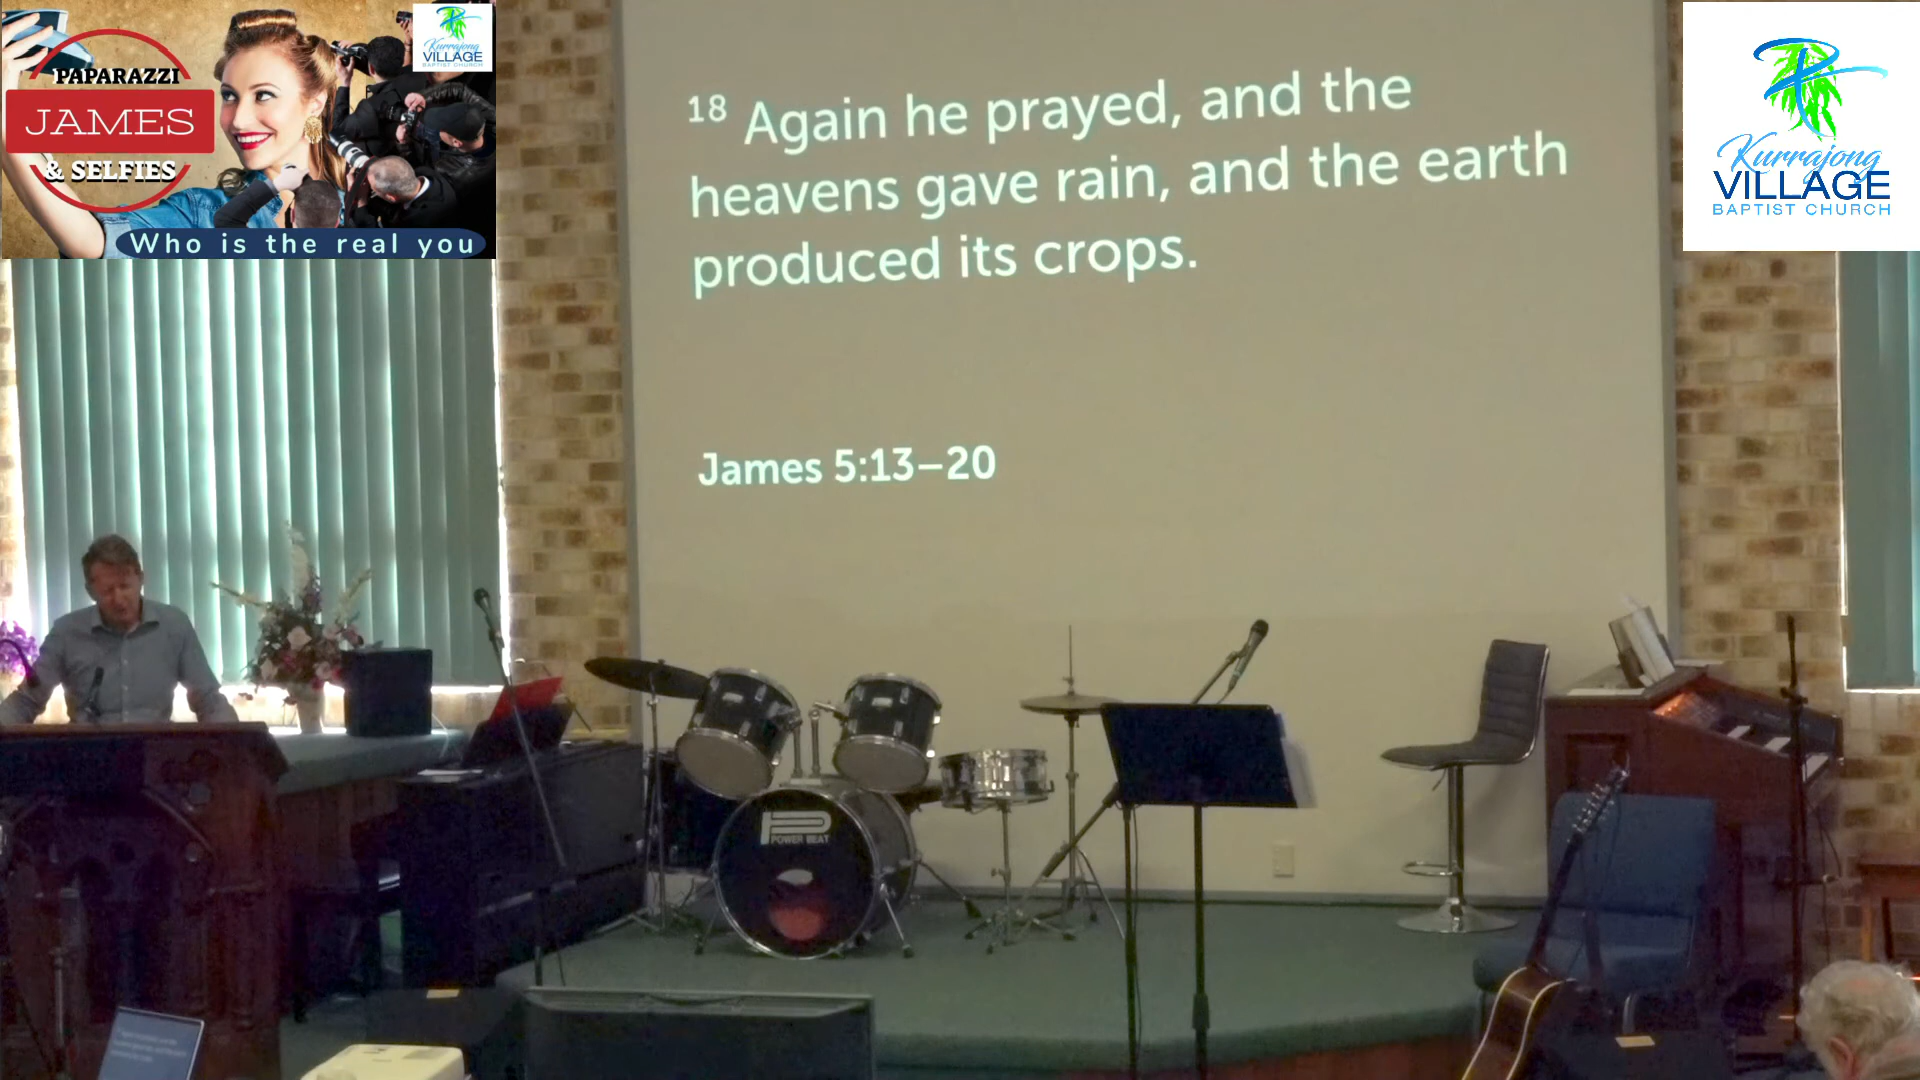 PAPARAZZI
JAMES
& SELFIES
Who is the real you
Kurrajong
VILLAGE
BAPTIST CHURCH
18 Again he prayed, and the
heavens gave rain, and the earth
produced its crops.
James 5:13–20
Kurrajong
VILLAGE
BAPTIST CHURCH
POWER BEAT